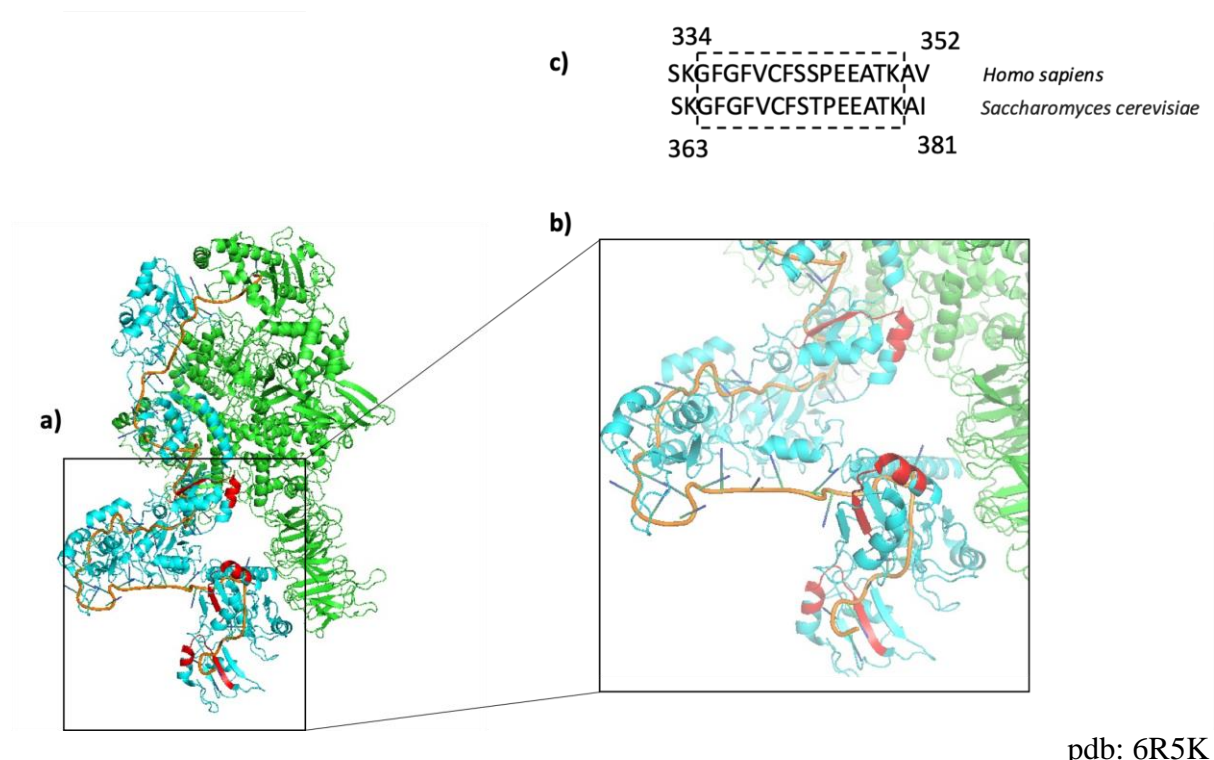 c)
334 352
SKGFGFVCFSSPEEATKAV Homo sapiens
SKGFGFVCFSTPEEATKAI Saccharomyces cerevisiae
363 381
b)
a)
pdb: 6R5K